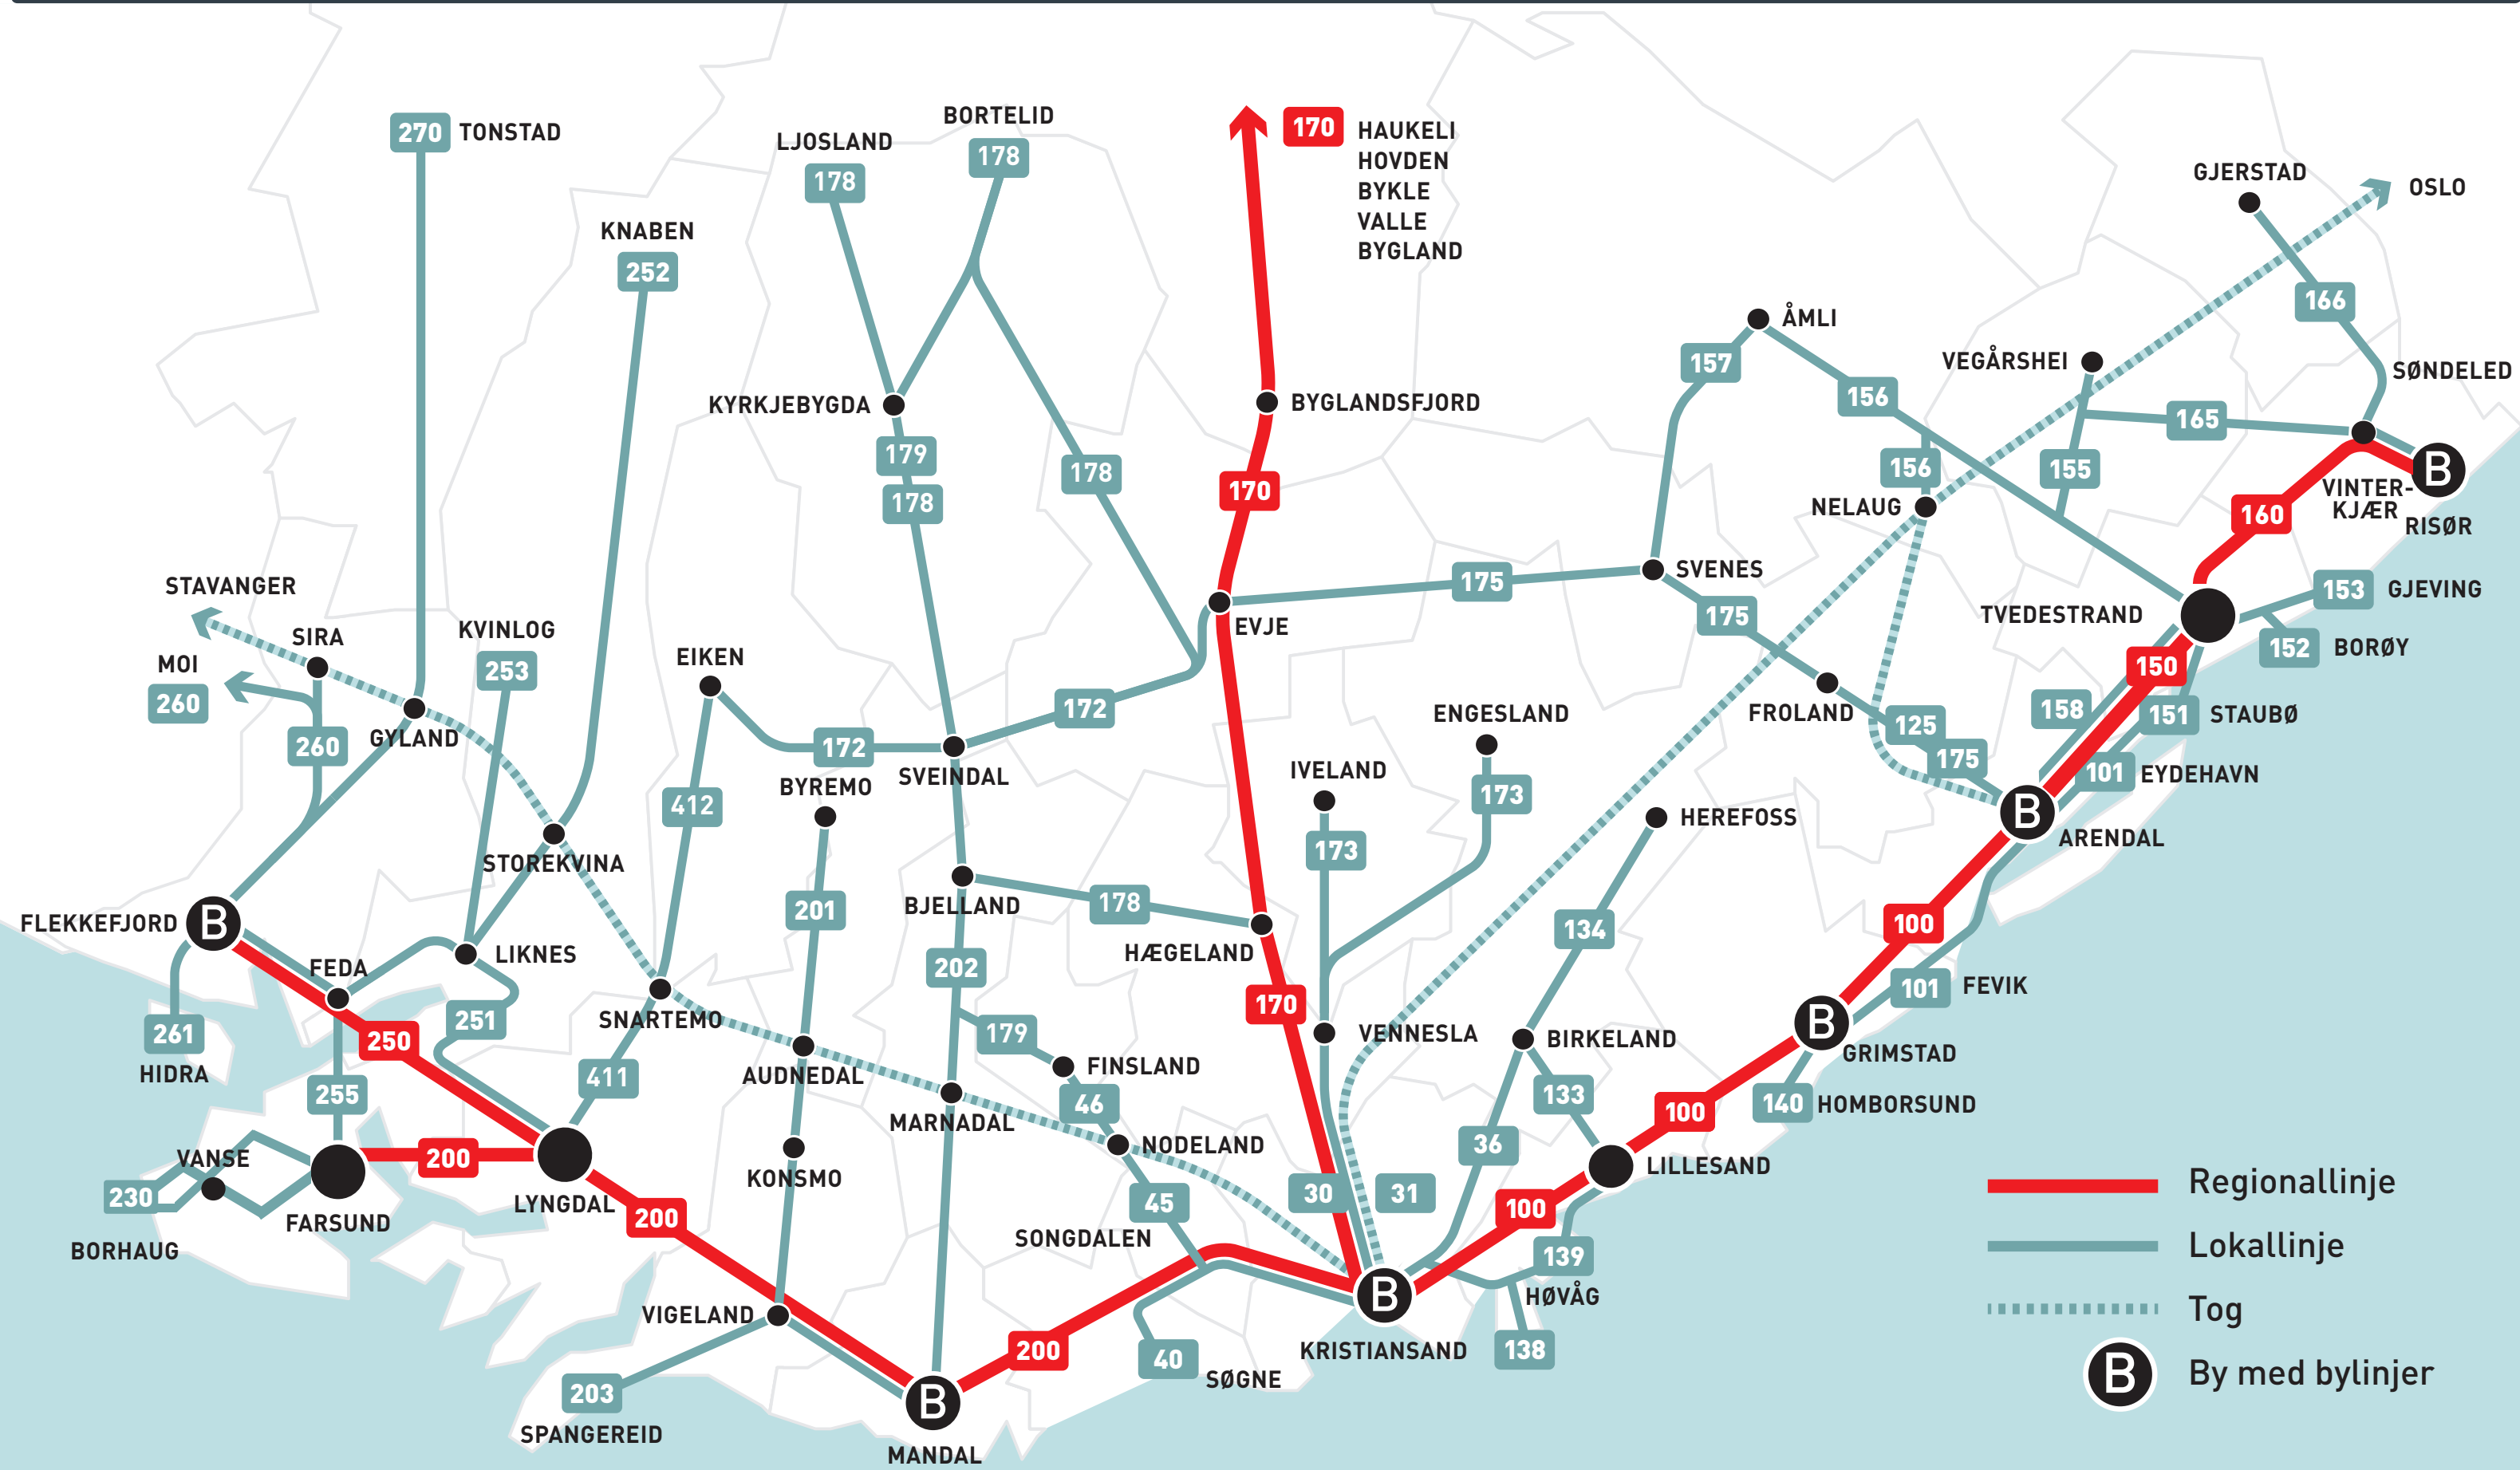 270 TONSTAD
LJOSLAND
178
BORTELID
178
170
HAUKELI
HOVDEN
BYKLE
VALLE
BYGLAND
GJERSTAD
OSLO
KNABEN
252
166
ÅMLI
157
VEGÅRSHEI
SØNDELED
156
165
KYRKJEBYGDA
BYGLANDSFJORD
179
178
178
170
156
155
B
NELAUG
VINTER-
KJÆR
RISØR
160
SVENES
175
175
STAVANGER
SIRA
MOI
260
260
KVINLOG
253
GYLAND
EIKEN
EVJE
TVEDESTRAND
153 GJEVING
152 BORØY
150
172
172
SVEINDAL
ENGESLAND
173
FROLAND
125
175
158
151 STAUBØ
101 EYDEHAVN
IVELAND
173
BYREMO
412
HEREFOSS
B
ARENDAL
STOREKVINA
FLEKKEFJORD
B
201
BJELLAND
178
HÆGELAND
134
100
FEDA
LIKNES
202
101 FEVIK
261
HIDRA
250
251
SNARTEMO
170
VENNESLA
BIRKELAND
B
GRIMSTAD
179
FINSLAND
411
AUDNEDAL
255
46
133
100
140 HOMBORSUND
MARNADAL
NODELAND
36
VANSE
200
KONSMO
LILLESAND
230
FARSUND
LYNGDAL
200
45
30
31
100
BORHAUG
SONGDALEN
139
HØVÅG
B
VIGELAND
200
40
SØGNE
KRISTIANSAND
138
203
SPANGEREID
B
MANDAL
Regionallinje
Lokallinje
Tog
B By med bylinjer